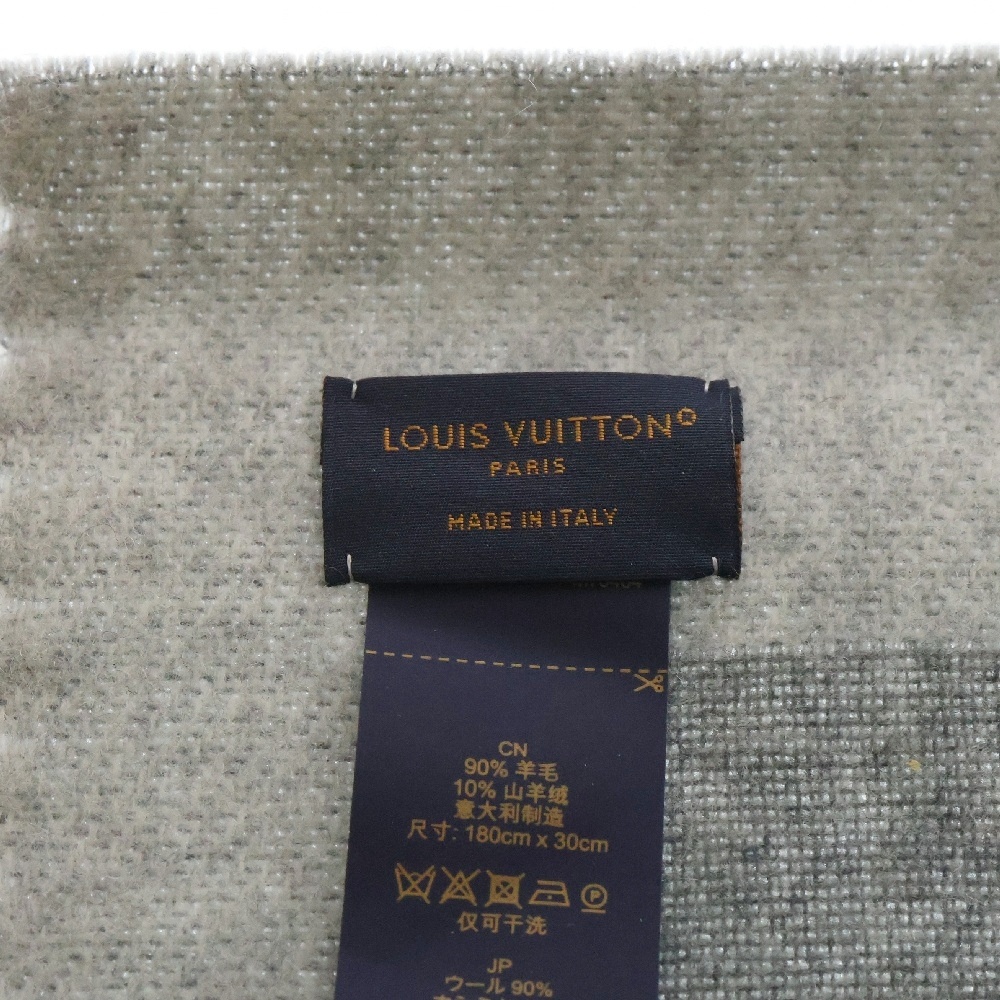 LOUIS VUITTON
PARIS
MADE IN ITALY
CN
90% 羊毛
10% 山羊绒
意大利制造
尺寸: 180cm x 30cm
P
仅可干洗
JP
ウール 90%